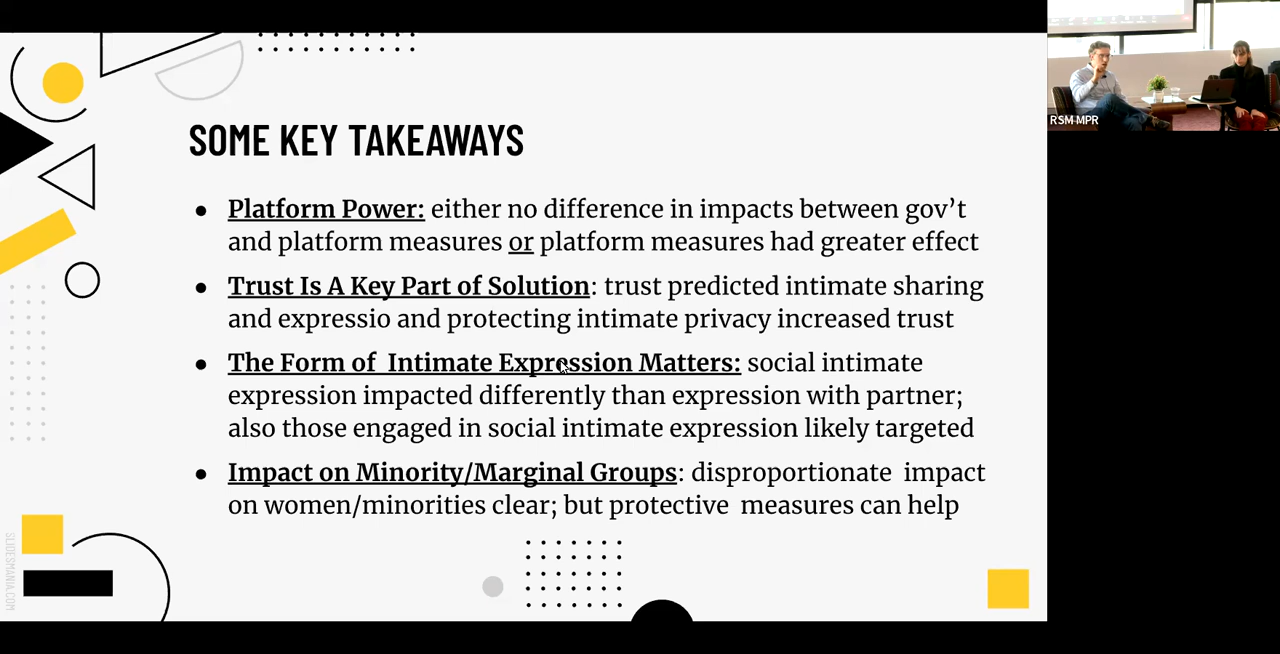 SOME KEY TAKEAWAYS
● Platform Power: either no difference in impacts between gov’t
and platform measures or platform measures had greater effect
● Trust Is A Key Part of Solution: trust predicted intimate sharing
and expressio and protecting intimate privacy increased trust
● The Form of  Intimate Expression Matters: social intimate
expression impacted differently than expression with partner;
also those engaged in social intimate expression likely targeted
● Impact on Minority/Marginal Groups: disproportionate  impact
on women/minorities clear; but protective  measures can help
SLIDESMANIA.COM
RSM-MPR